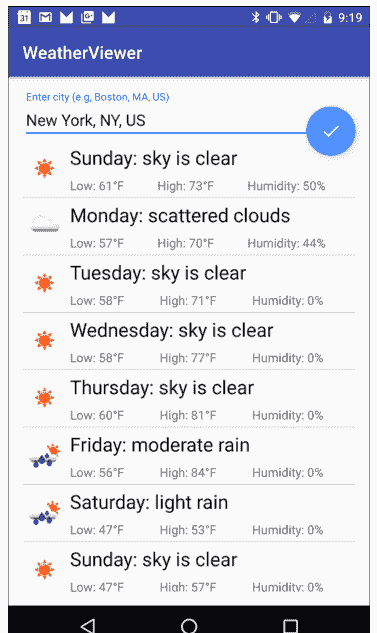 31 9:19
WeatherViewer
Enter city (e.g, Boston, MA, US)
New York, NY, US
Sunday: sky is clear
Low: 61°F High: 73°F Humidity: 50%
Monday: scattered clouds
Low: 57°F High: 70°F Humidity: 44%
Tuesday: sky is clear
Low: 58°F High: 71°F Humidity: 0%
Wednesday: sky is clear
Low: 58°F High: 77°F Humidity: 0%
Thursday: sky is clear
Low: 60°F High: 81°F Humidity: 0%
Friday: moderate rain
Low: 56°F High: 84°F Humidity: 0%
Saturday: light rain
Low: 47°F High: 53°F Humidity: 0%
Sunday: sky is clear
Low: 47°F High: 57°F Humidity: 0%